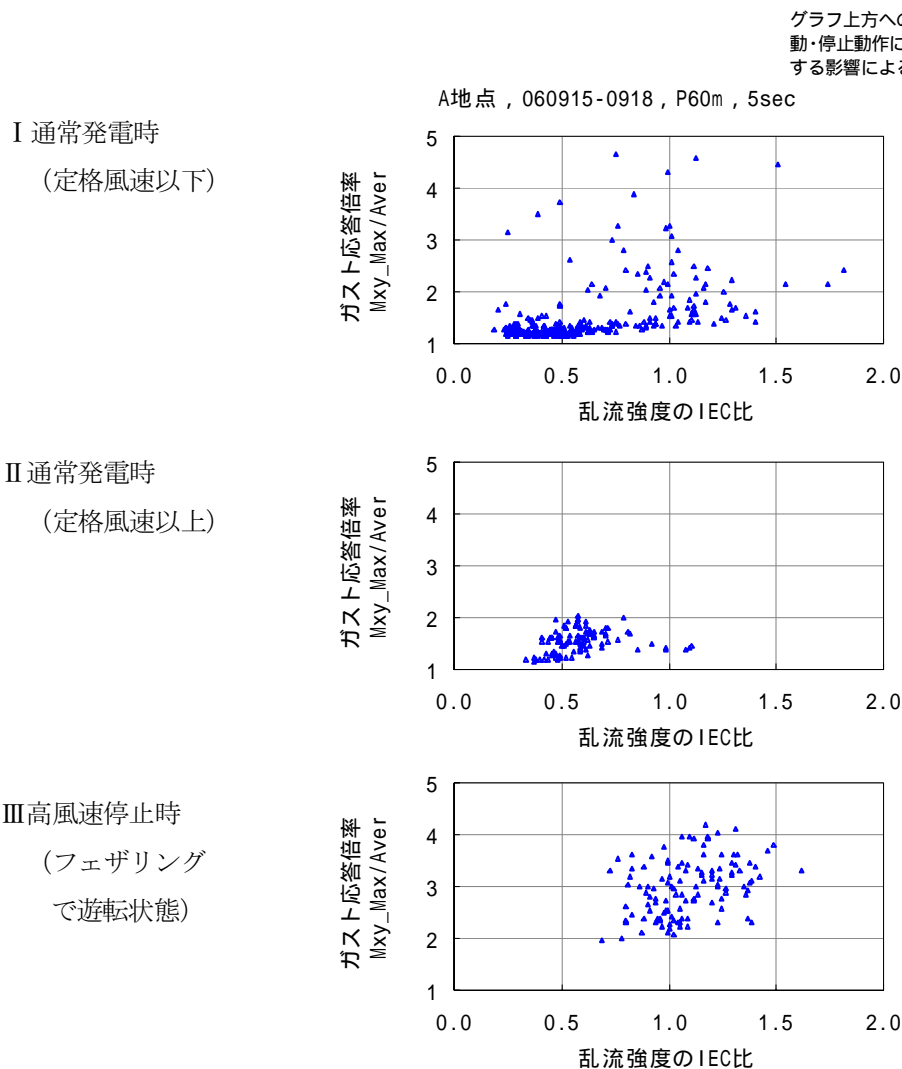 グラフ上方への
動・停止動作に
する影響による
A地点，060915-0918，P60m，5sec
Ⅰ通常発電時
（定格風速以下）
ガスト応答倍率
Mxy_Max/Aver
5
4
3
2
1
0.0 0.5 1.0 1.5 2.0
乱流強度のIEC比
Ⅱ通常発電時
（定格風速以上）
ガスト応答倍率
Mxy_Max/Aver
5
4
3
2
1
0.0 0.5 1.0 1.5 2.0
乱流強度のIEC比
Ⅲ高風速停止時
（フェザリング
で遊転状態）
ガスト応答倍率
Mxy_Max/Aver
5
4
3
2
1
0.0 0.5 1.0 1.5 2.0
乱流強度のIEC比